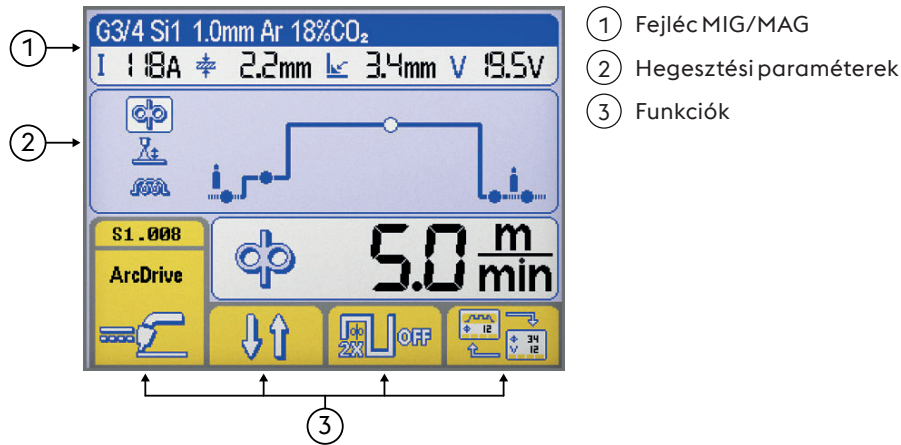 G3/4 Si1 1.0mm Ar 18%CO₂
I 118A 2.2mm 3.4mm V 19.5V
S1.008
ArcDrive
5.0 m/min
2X OFF
12 34
V 12
1
2
3
1 Fejléc MIG/MAG
2 Hegesztési paraméterek
3 Funkciók